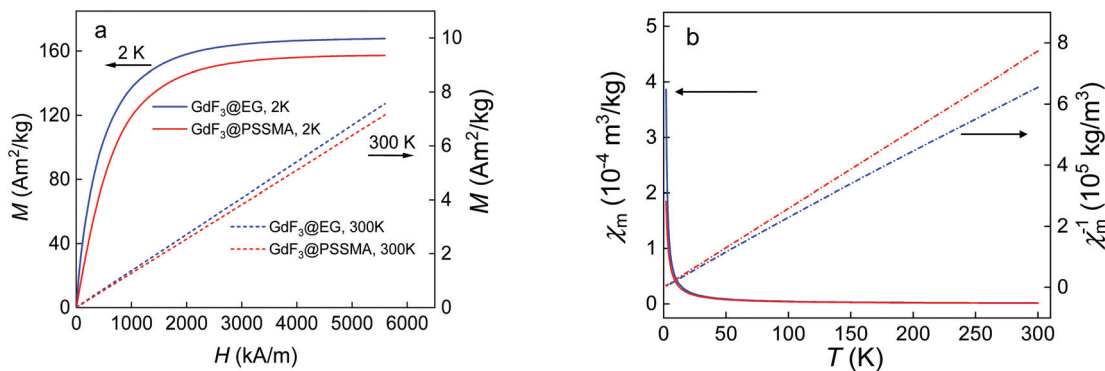 a
M (Am²/kg)
160
120
80
40
0
2 K
GdF₃@EG, 2K
GdF₃@PSSMA, 2K
300 K
GdF₃@EG, 300K
GdF₃@PSSMA, 300K
10
8
6
4
2
0
M (Am²/kg)
0 1000 2000 3000 4000 5000 6000
H (kA/m)
b
χₘ (10⁻⁴ m³/kg)
5
4
3
2
1
0
8
6
4
2
0
χₘ⁻¹ (10⁵ kg/m³)
0 50 100 150 200 250 300
T (K)